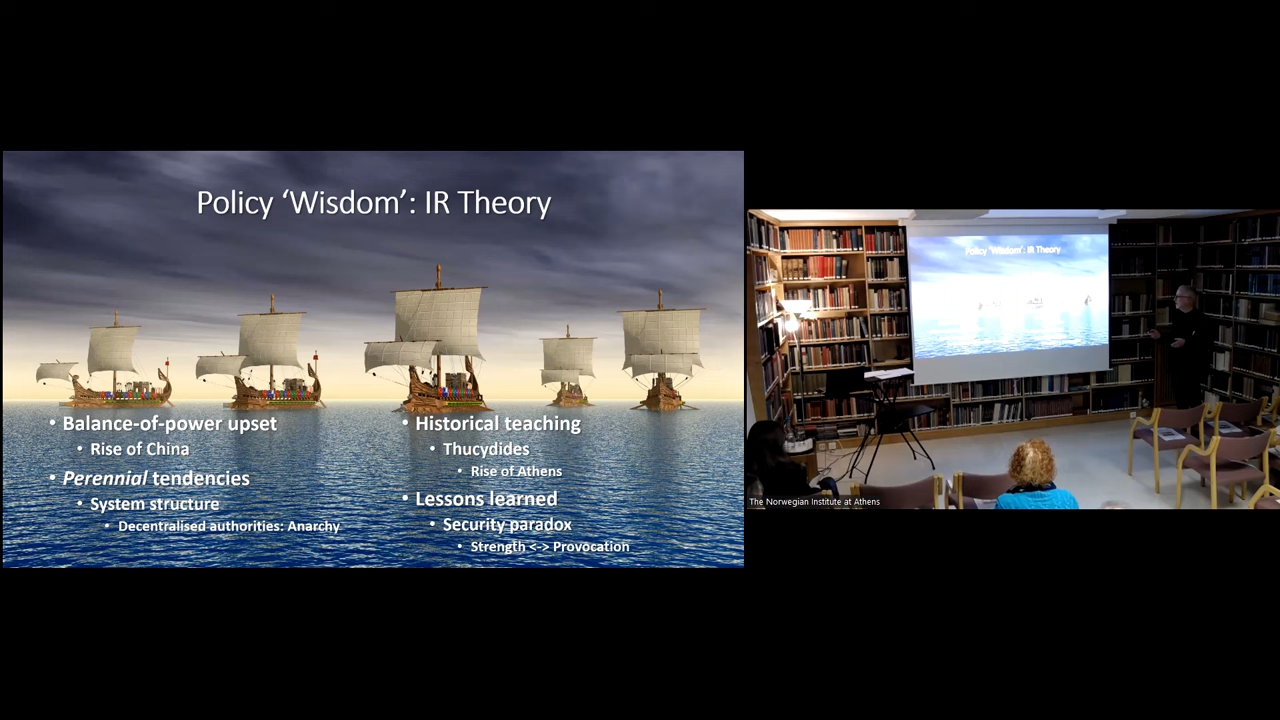 Policy ‘Wisdom’: IR Theory
• Balance-of-power upset
• Rise of China
• Perennial tendencies
• System structure
• Decentralised authorities: Anarchy
• Historical teaching
• Thucydides
• Rise of Athens
• Lessons learned
• Security paradox
• Strength <-> Provocation
Policy ‘Wisdom’: IR Theory
The Norwegian Institute at Athens